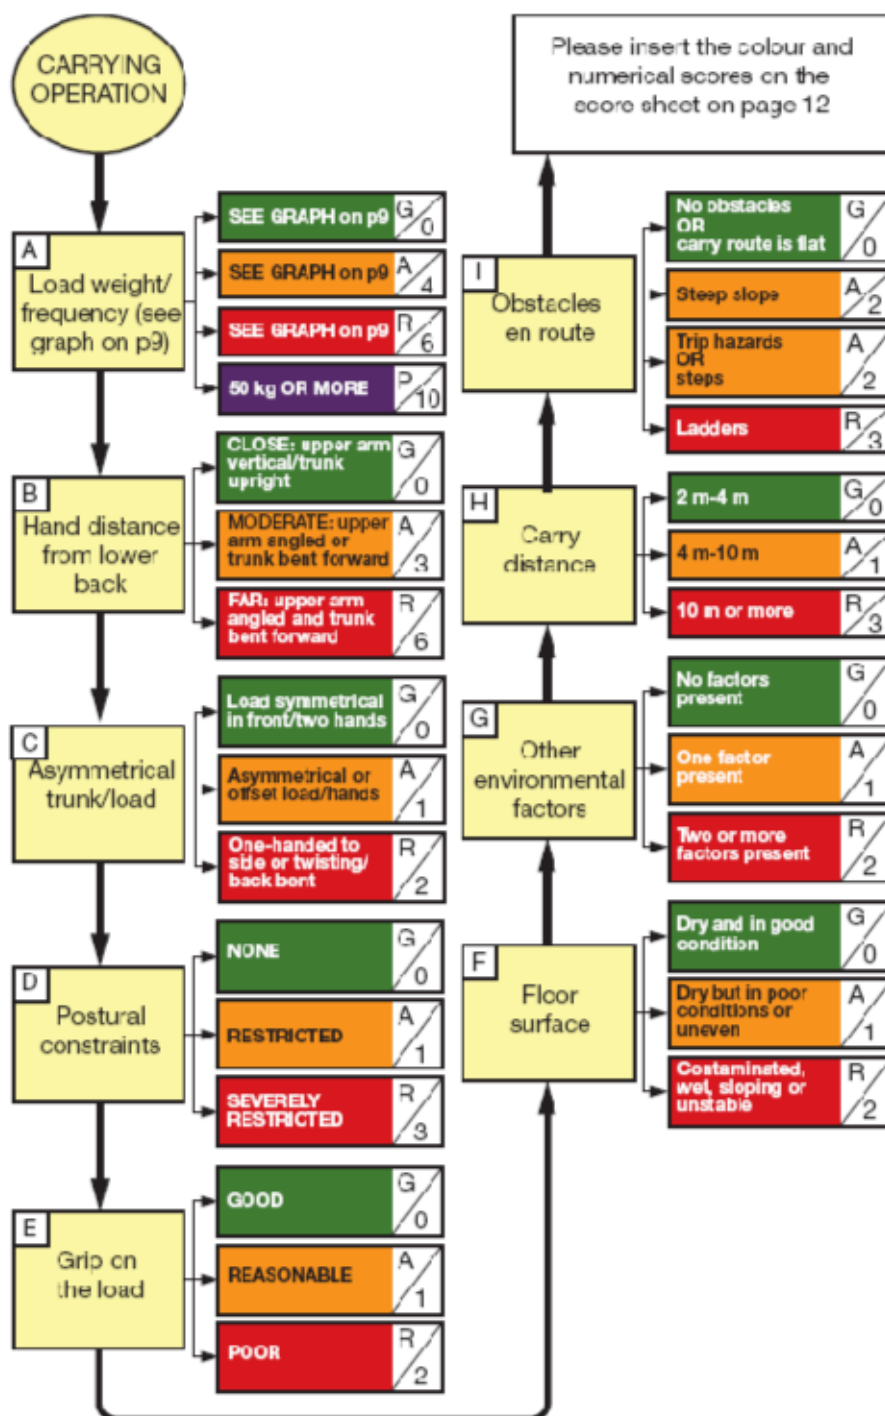 CARRYING
OPERATION
A
Load weight/
frequency (see
graph on p9)
SEE GRAPH on p9
G/0
SEE GRAPH on p9
A/4
SEE GRAPH on p9
R/6
50 kg OR MORE
P/10
B
Hand distance
from lower
back
CLOSE: upper arm
vertical/trunk
upright
G/0
MODERATE: upper
arm angled or
trunk bent forward
A/3
FAR: upper arm
angled and trunk
bent forward
R/6
C
Asymmetrical
trunk/load
Load symmetrical
in front/two hands
G/0
Asymmetrical or
offset load/hands
A/1
One-handed to
side or twisting/
back bent
R/2
D
Postural
constraints
NONE
G/0
RESTRICTED
A/1
SEVERELY
RESTRICTED
R/3
E
Grip on
the load
GOOD
G/0
REASONABLE
A/1
POOR
R/2
F
Floor
surface
Dry and in good
condition
G/0
Dry but in poor
conditions or
uneven
A/1
Contaminated,
wet, sloping or
unstable
R/2
G
Other
environmental
factors
No factors
present
G/0
One factor
present
A/1
Two or more
factors present
R/2
H
Carry
distance
2 m-4 m
G/0
4 m-10 m
A/1
10 m or more
R/3
I
Obstacles
en route
No obstacles
OR
carry route is flat
G/0
Steep slope
A/2
Trip hazards
OR
steps
A/2
Ladders
R/3
Please insert the colour and
numerical scores on the
score sheet on page 12